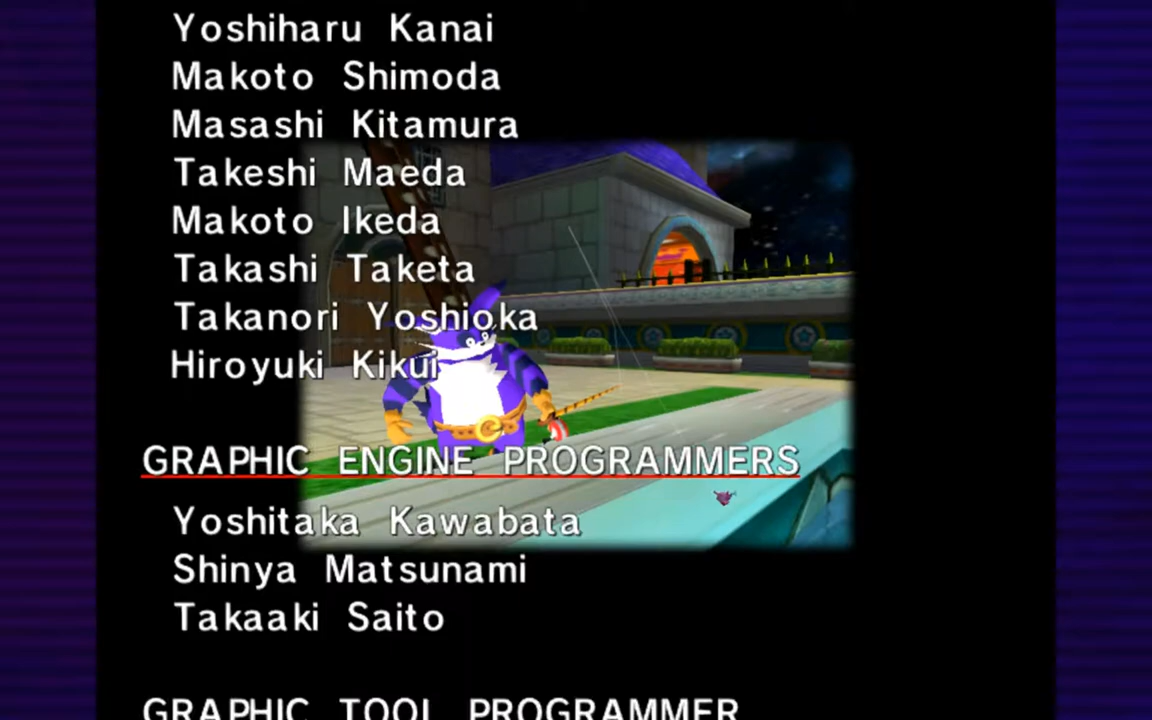 Yoshiharu Kanai
Makoto Shimoda
Masashi Kitamura
Takeshi Maeda
Makoto Ikeda
Takashi Taketa
Takanori Yoshioka
Hiroyuki Kikui
GRAPHIC ENGINE PROGRAMMERS
Yoshitaka Kawabata
Shinya Matsunami
Takaaki Saito
GRAPHIC TOOL PROGRAMMER